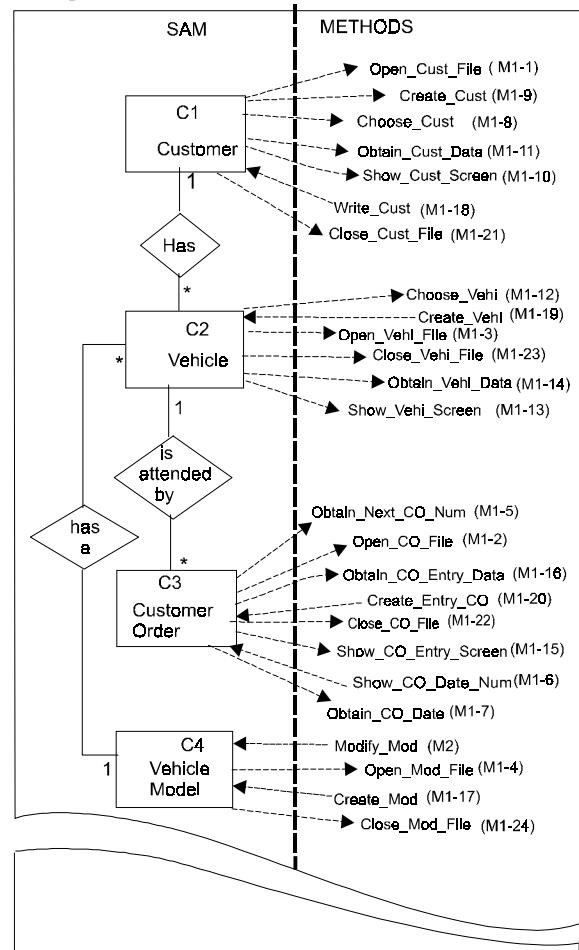 SAM METHODS
Open_Cust_File (M1-1)
C1 Create_Cust (M1-9)
Choose_Cust (M1-8)
Customer Obtain_Cust_Data (M1-11)
1 Show_Cust_Screen (M1-10)
Write_Cust (M1-18)
Close_Cust_File (M1-21)
Has
*
Choose_Vehi (M1-12)
C2 Create_Vehi (M1-19)
Open_Vehi_File (M1-3)
* Vehicle Close_Vehi_File (M1-23)
Obtain_Vehi_Data (M1-14)
1 Show_Vehi_Screen (M1-13)
is
attended
by
has
a
*
Obtain_Next_CO_Num (M1-5)
Open_CO_File (M1-2)
C3 Obtain_CO_Entry_Data (M1-16)
Customer Create_Entry_CO (M1-20)
Order Close_CO_File (M1-22)
Show_CO_Entry_Screen (M1-15)
Show_CO_Date_Num (M1-6)
Obtain_CO_Date (M1-7)
C4 Modify_Mod (M2)
1 Vehicle Open_Mod_File (M1-4)
Model Create_Mod (M1-17)
Close_Mod_File (M1-24)